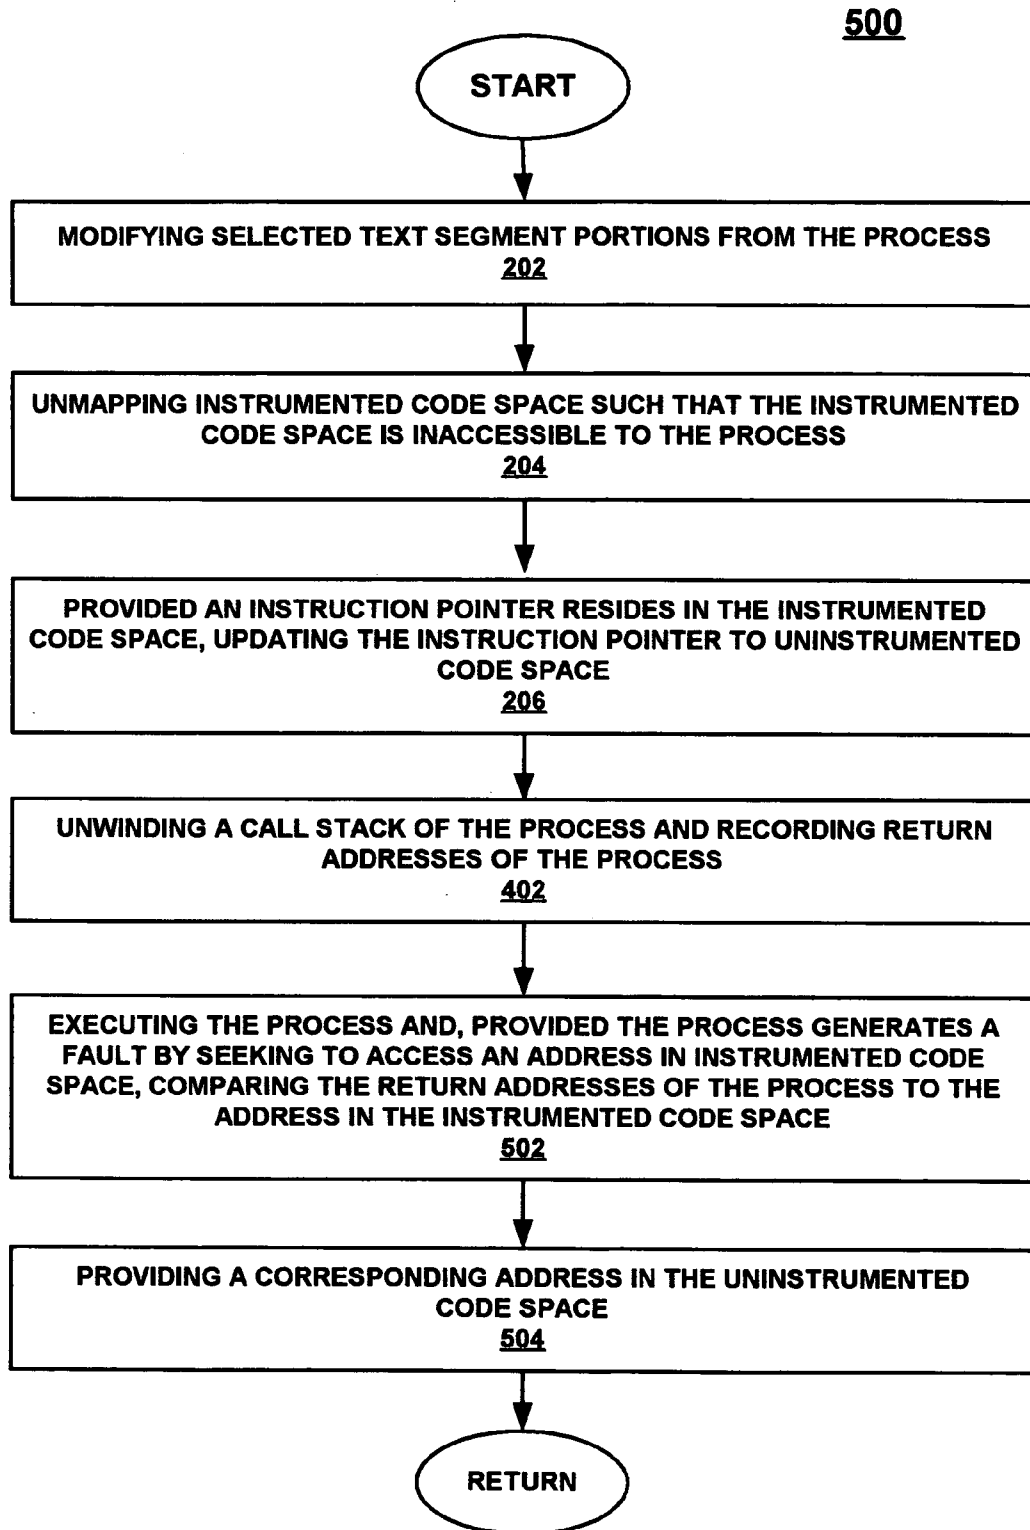 500
START
MODIFYING SELECTED TEXT SEGMENT PORTIONS FROM THE PROCESS
202
UNMAPPING INSTRUMENTED CODE SPACE SUCH THAT THE INSTRUMENTED
CODE SPACE IS INACCESSIBLE TO THE PROCESS
204
PROVIDED AN INSTRUCTION POINTER RESIDES IN THE INSTRUMENTED
CODE SPACE, UPDATING THE INSTRUCTION POINTER TO UNINSTRUMENTED
CODE SPACE
206
UNWINDING A CALL STACK OF THE PROCESS AND RECORDING RETURN
ADDRESSES OF THE PROCESS
402
EXECUTING THE PROCESS AND, PROVIDED THE PROCESS GENERATES A
FAULT BY SEEKING TO ACCESS AN ADDRESS IN INSTRUMENTED CODE
SPACE, COMPARING THE RETURN ADDRESSES OF THE PROCESS TO THE
ADDRESS IN THE INSTRUMENTED CODE SPACE
502
PROVIDING A CORRESPONDING ADDRESS IN THE UNINSTRUMENTED
CODE SPACE
504
RETURN